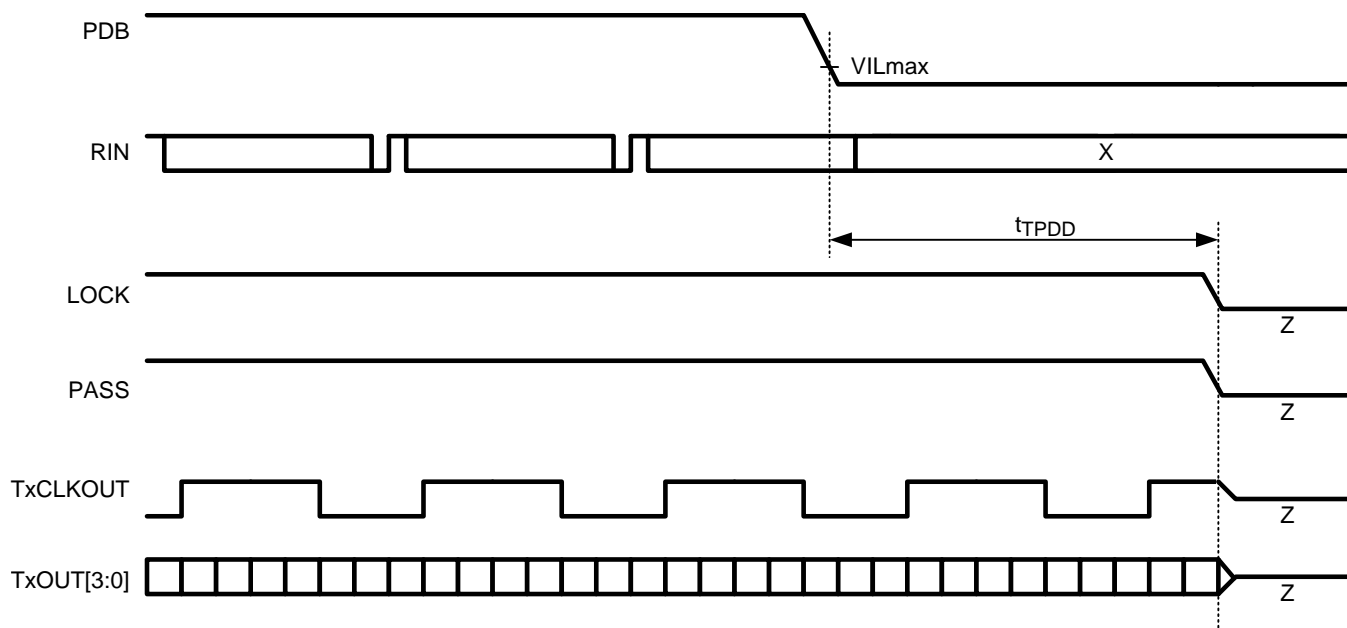 PDB
VILmax
RIN
X
tTPDD
LOCK
Z
PASS
Z
TxCLKOUT
Z
TxOUT[3:0]
Z